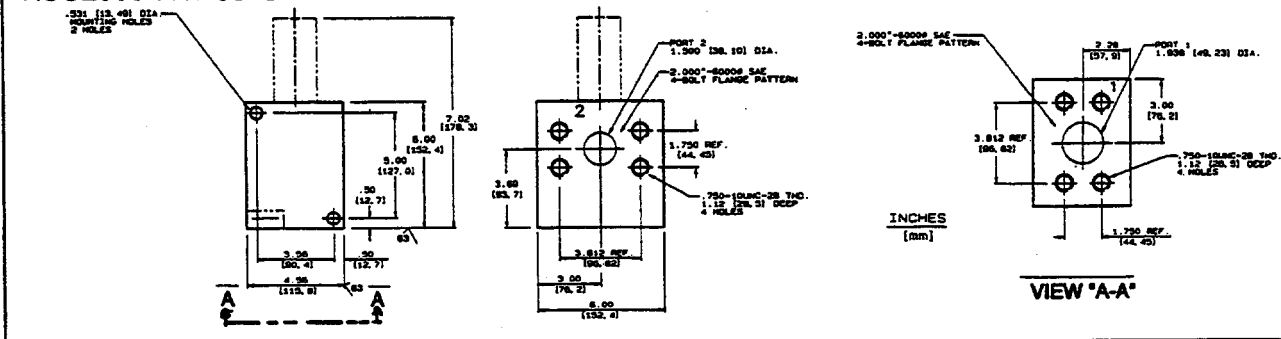 .531 [13,49] DIA
MOUNTING HOLES
2 HOLES
7.02
[178,3]
6.00
[152,4]
5.00
[127,0]
.50
[12,7]
63
3.56
[90,4]
.50
[12,7]
4.56
[115,8]
63
A A
PORT 2
1.500 [38,10] DIA.
2.000"-6000# SAE
4-BOLT FLANGE PATTERN
2
1.750 REF.
[44,45]
3.69
[93,7]
.750-10UNC-2B THD.
1.12 [28,5] DEEP
4 HOLES
3.812 REF
[96,82]
3.00
[76,2]
6.00
[152,4]
2.000"-6000# SAE
4-BOLT FLANGE PATTERN
2.28
[57,9]
PORT 1
1.938 [49,23] DIA.
1
3.00
[76,2]
3.812 REF
[96,82]
.750-10UNC-2B THD.
1.12 [28,5] DEEP
4 HOLES
INCHES
[mm]
1.750 REF.
[44,45]
VIEW "A-A"